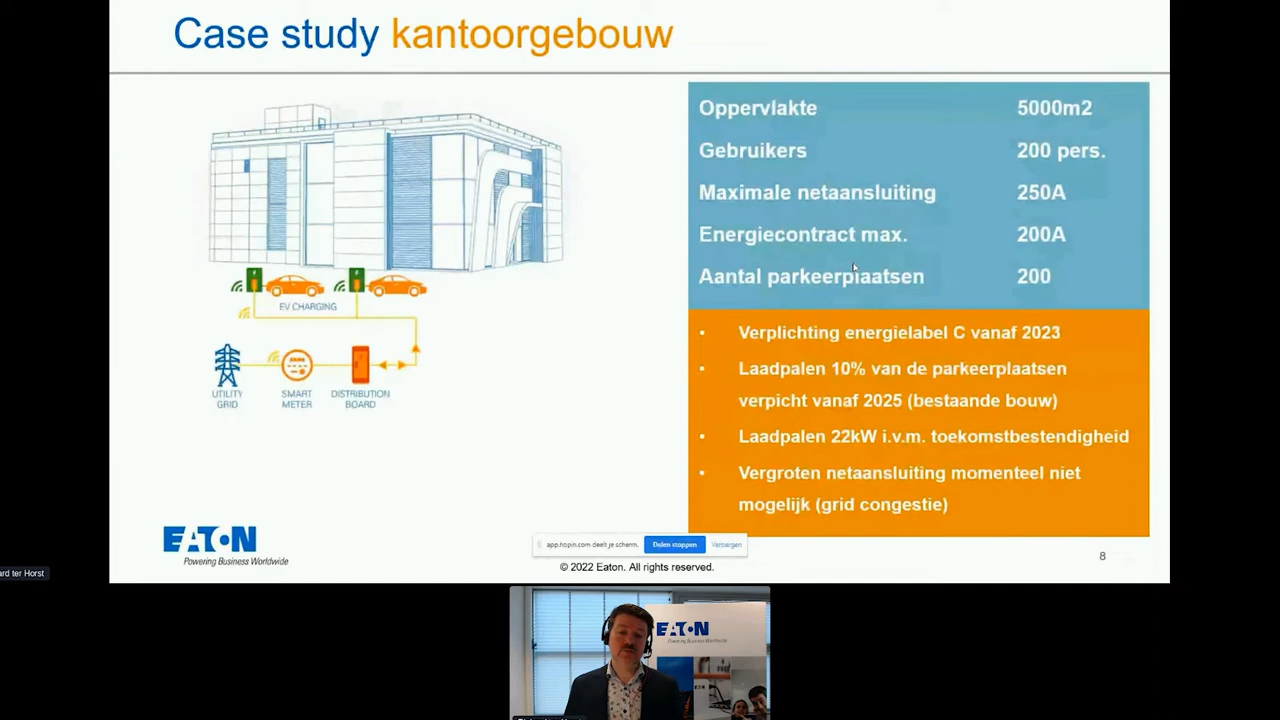 Case study kantoorgebouw
Oppervlakte 5000m2
Gebruikers 200 pers.
Maximale netaansluiting 250A
Energiecontract max. 200A
Aantal parkeerplaatsen 200
EV CHARGING
UTILITY GRID
SMART METER
DISTRIBUTION BOARD
• Verplichting energielabel C vanaf 2023
• Laadpalen 10% van de parkeerplaatsen
verpicht vanaf 2025 (bestaande bouw)
• Laadpalen 22kW i.v.m. toekomstbestendigheid
• Vergroten netaansluiting momenteel niet
mogelijk (grid congestie)
EATON
Powering Business Worldwide
app.hopin.com deelt je scherm. Delen stoppen Verbergen
© 2022 Eaton. All rights reserved.
8
ard ter Horst
EATON
Powering Business Worldwide